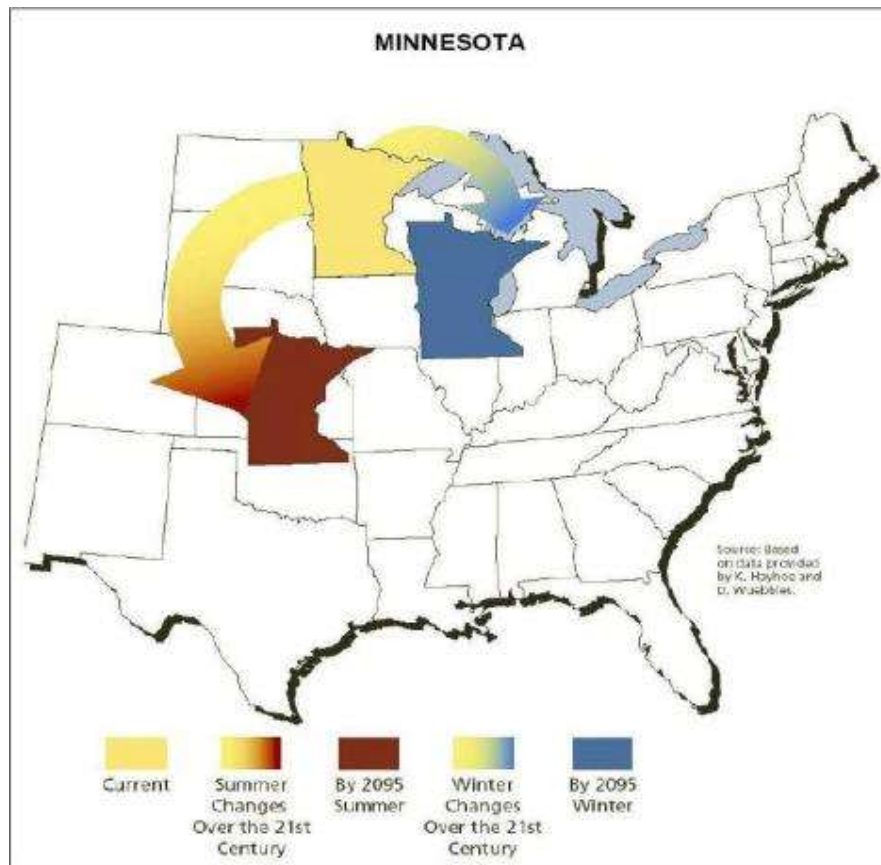 MINNESOTA
Source: Based
on data provided
by K. Hayhoe and
D. Wuebbles.
Current
Summer
Changes
Over the 21st
Century
By 2095
Summer
Winter
Changes
Over the 21st
Century
By 2095
Winter